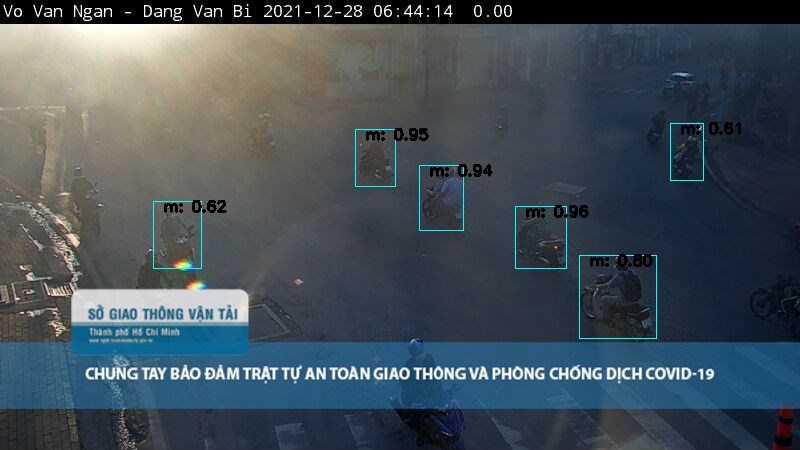 Vo Van Ngan - Dang Van Bi 2021-12-28 06:44:14 0.00
m: 0.95
m: 0.61
m: 0.94
m: 0.62
m: 0.96
m: 0.80
SỞ GIAO THÔNG VẬN TẢI
Thành phố Hồ Chí Minh
CHUNG TAY BẢO ĐẢM TRẬT TỰ AN TOÀN GIAO THÔNG VÀ PHÒNG CHỐNG DỊCH COVID-19